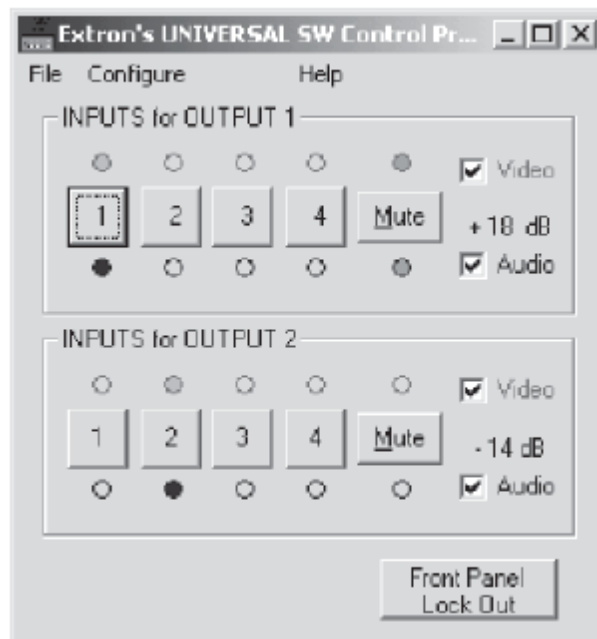 Extron's UNIVERSAL SW Control Pr...
File Configure Help
INPUTS for OUTPUT 1
1 2 3 4 Mute
Video
+18 dB
Audio
INPUTS for OUTPUT 2
1 2 3 4 Mute
Video
-14 dB
Audio
Front Panel
Lock Out